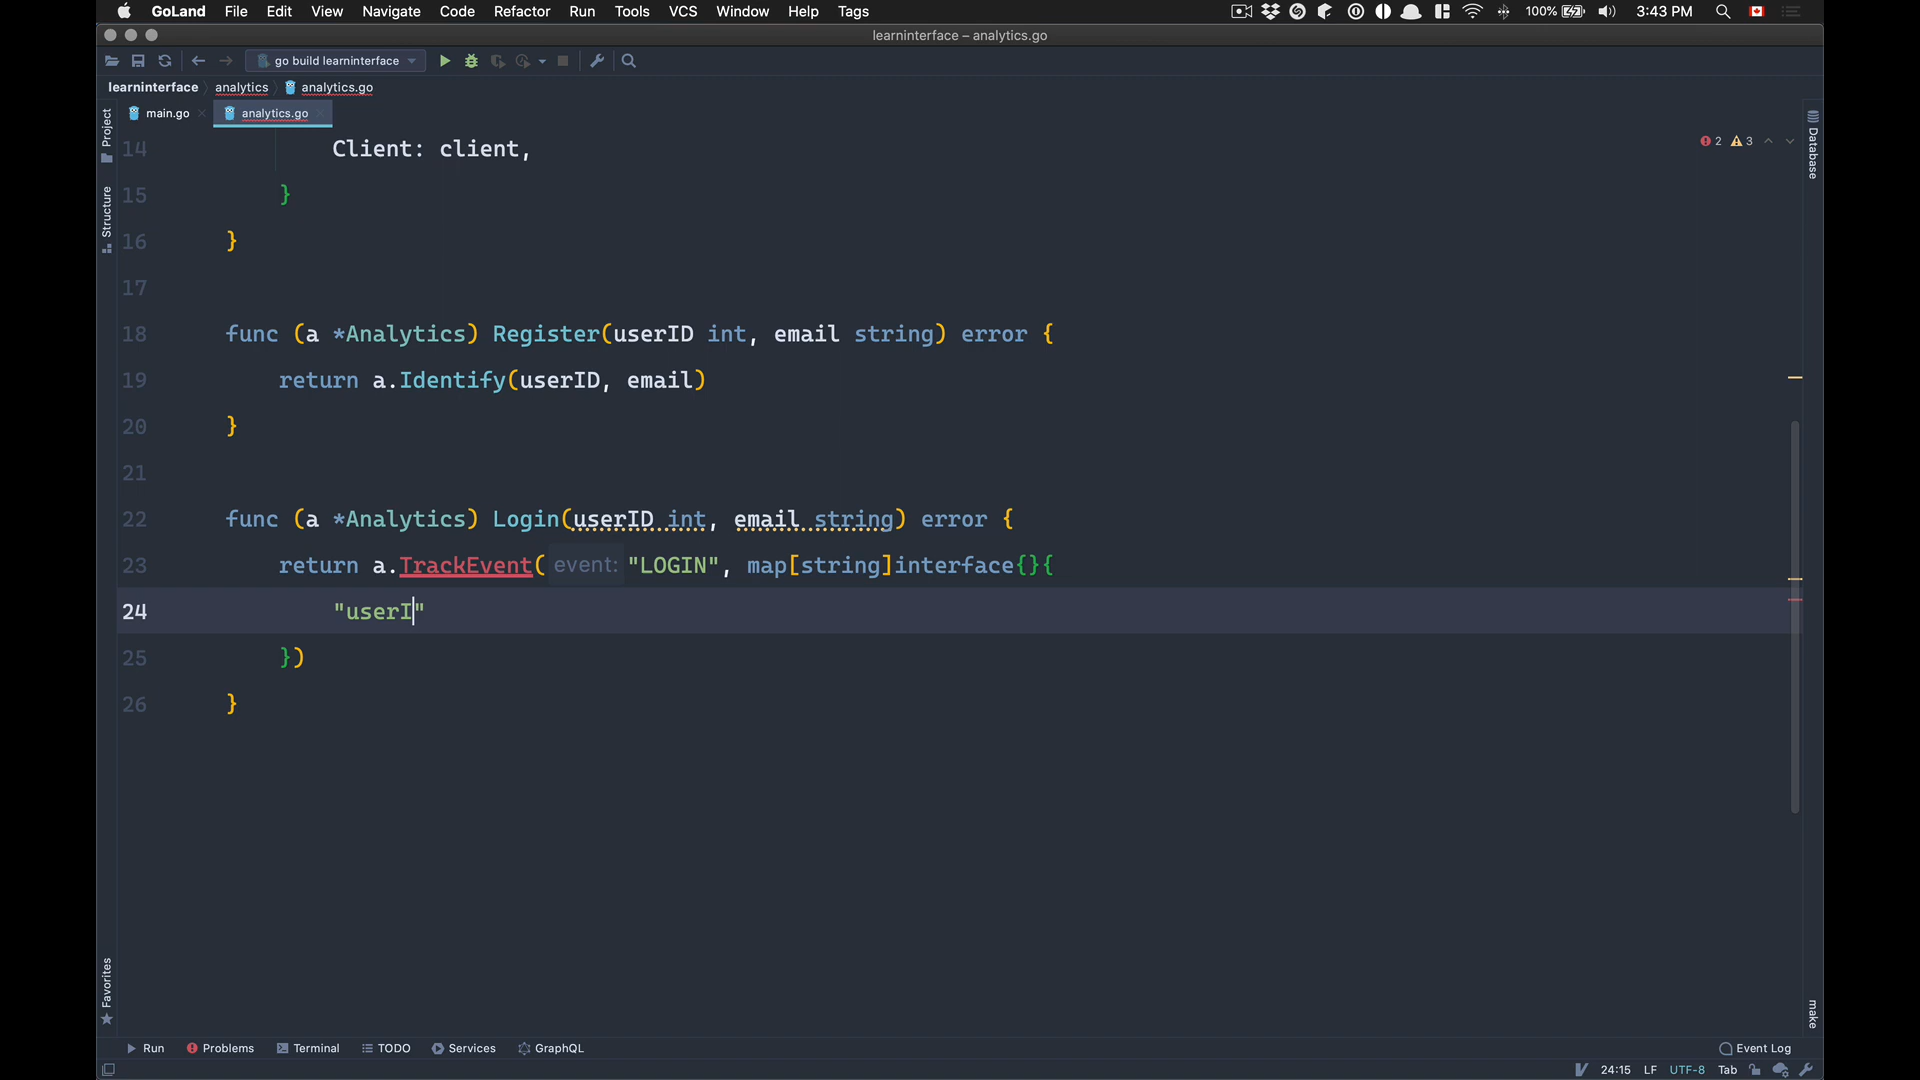 GoLand File Edit View Navigate Code Refactor Run Tools VCS Window Help Tags 100% 3:43 PM
learninterface – analytics.go
go build learninterface
learninterface analytics analytics.go
main.go analytics.go
Project
Structure
Favorites
Database
make
2 3
14 Client: client,
15 }
16 }
17
18 func (a *Analytics) Register(userID int, email string) error {
19 return a.Identify(userID, email)
20 }
21
22 func (a *Analytics) Login(userID int, email string) error {
23 return a.TrackEvent( event: "LOGIN", map[string]interface{}{
24 "userI"
25 })
26 }
Run Problems Terminal TODO Services GraphQL Event Log
24:15 LF UTF-8 Tab